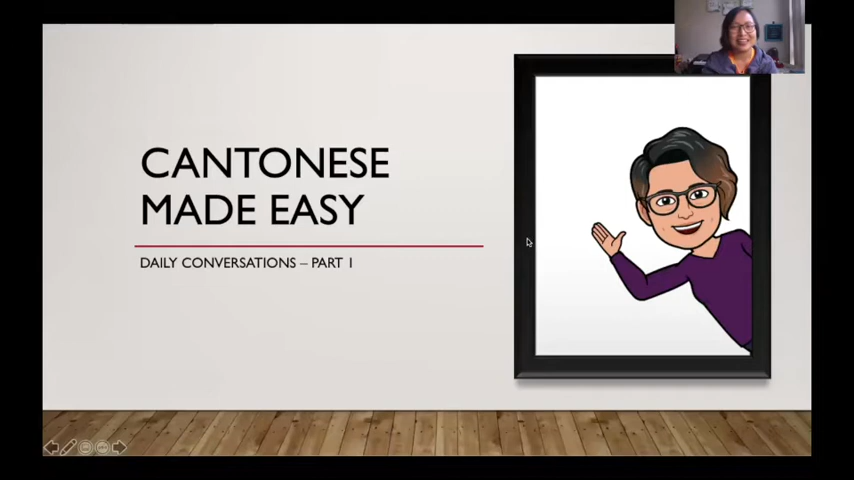 CANTONESE
MADE EASY
DAILY CONVERSATIONS – PART 1